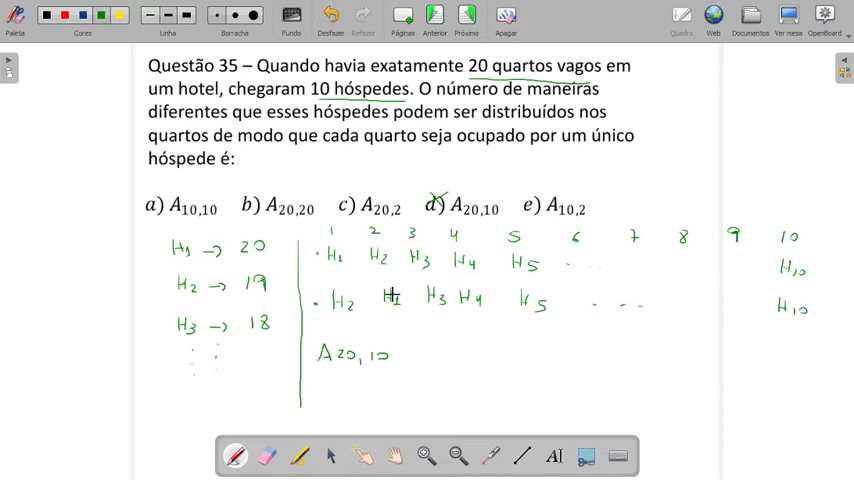 Paleta Cores Linha Borracha Fundo Desfazer Refazer Páginas Anterior Próximo Apagar Quadro Web Documentos Ver mesa OpenBoard
Questão 35 – Quando havia exatamente 20 quartos vagos em
um hotel, chegaram 10 hóspedes. O número de maneiras
diferentes que esses hóspedes podem ser distribuídos nos
quartos de modo que cada quarto seja ocupado por um único
hóspede é:
a) A10,10 b) A20,20 c) A20,2 d) A20,10 e) A10,2
1 2 3 4 5 6 7 8 9 10
H1 → 20 · H1 H2 H3 H4 H5 . . . H10
H2 → 19 · H2 H1 H3 H4 H5 . . . H10
H3 → 18
A20,10